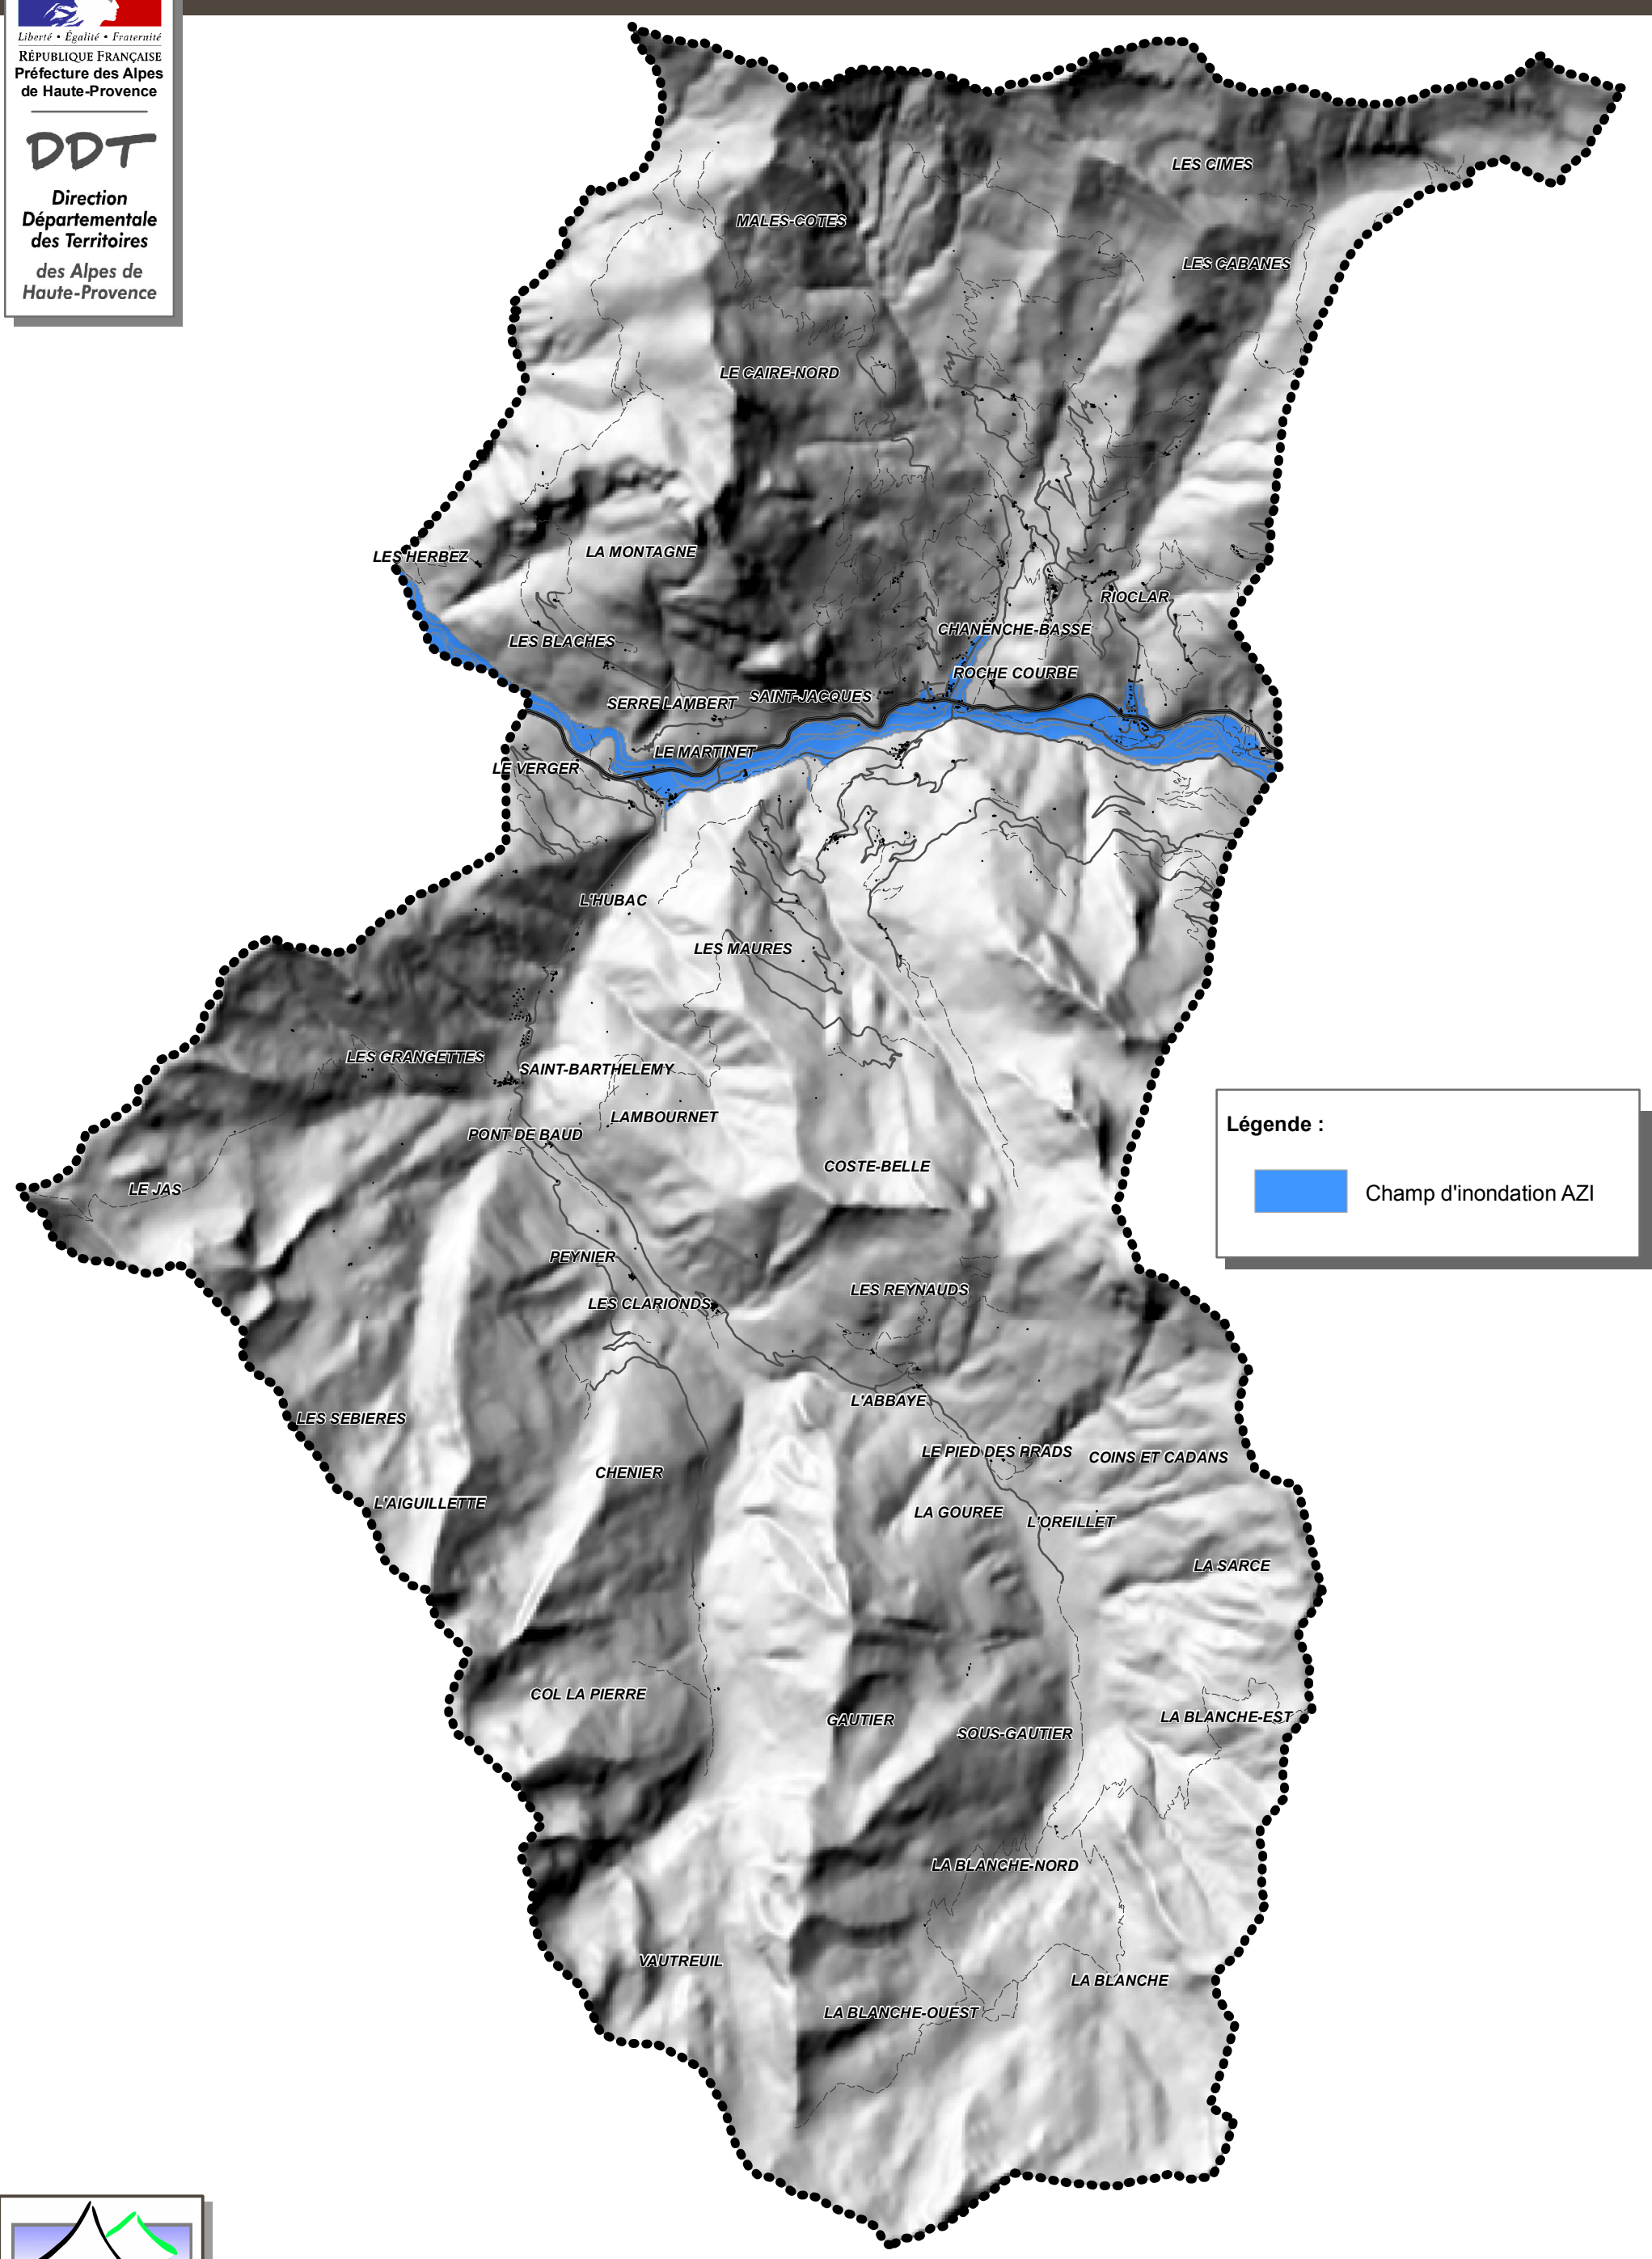 Liberté • Égalité • Fraternité
RÉPUBLIQUE FRANÇAISE
Préfecture des Alpes
de Haute-Provence
DDT
Direction
Départementale
des Territoires
des Alpes de
Haute-Provence
LES CIMES
MALES-COTES
LES CABANES
LE CAIRE-NORD
LES HERBEZ
LA MONTAGNE
RIOCLAR
CHANENCHE-BASSE
LES BLACHES
ROCHE COURBE
SERRE LAMBERT
SAINT-JACQUES
LE MARTINET
LE VERGER
L'HUBAC
LES MAURES
LES GRANGETTES
SAINT-BARTHELEMY
LAMBOURNET
PONT DE BAUD
COSTE-BELLE
LE JAS
Légende :
Champ d'inondation AZI
PEYNIER
LES REYNAUDS
LES CLARIONDS
L'ABBAYE
LES SEBIERES
LE PIED DES PRADS
COINS ET CADANS
CHENIER
L'AIGUILLETTE
LA GOUREE
L'OREILLET
LA SARCE
COL LA PIERRE
GAUTIER
LA BLANCHE-EST
SOUS-GAUTIER
LA BLANCHE-NORD
VAUTREUIL
LA BLANCHE
LA BLANCHE-OUEST